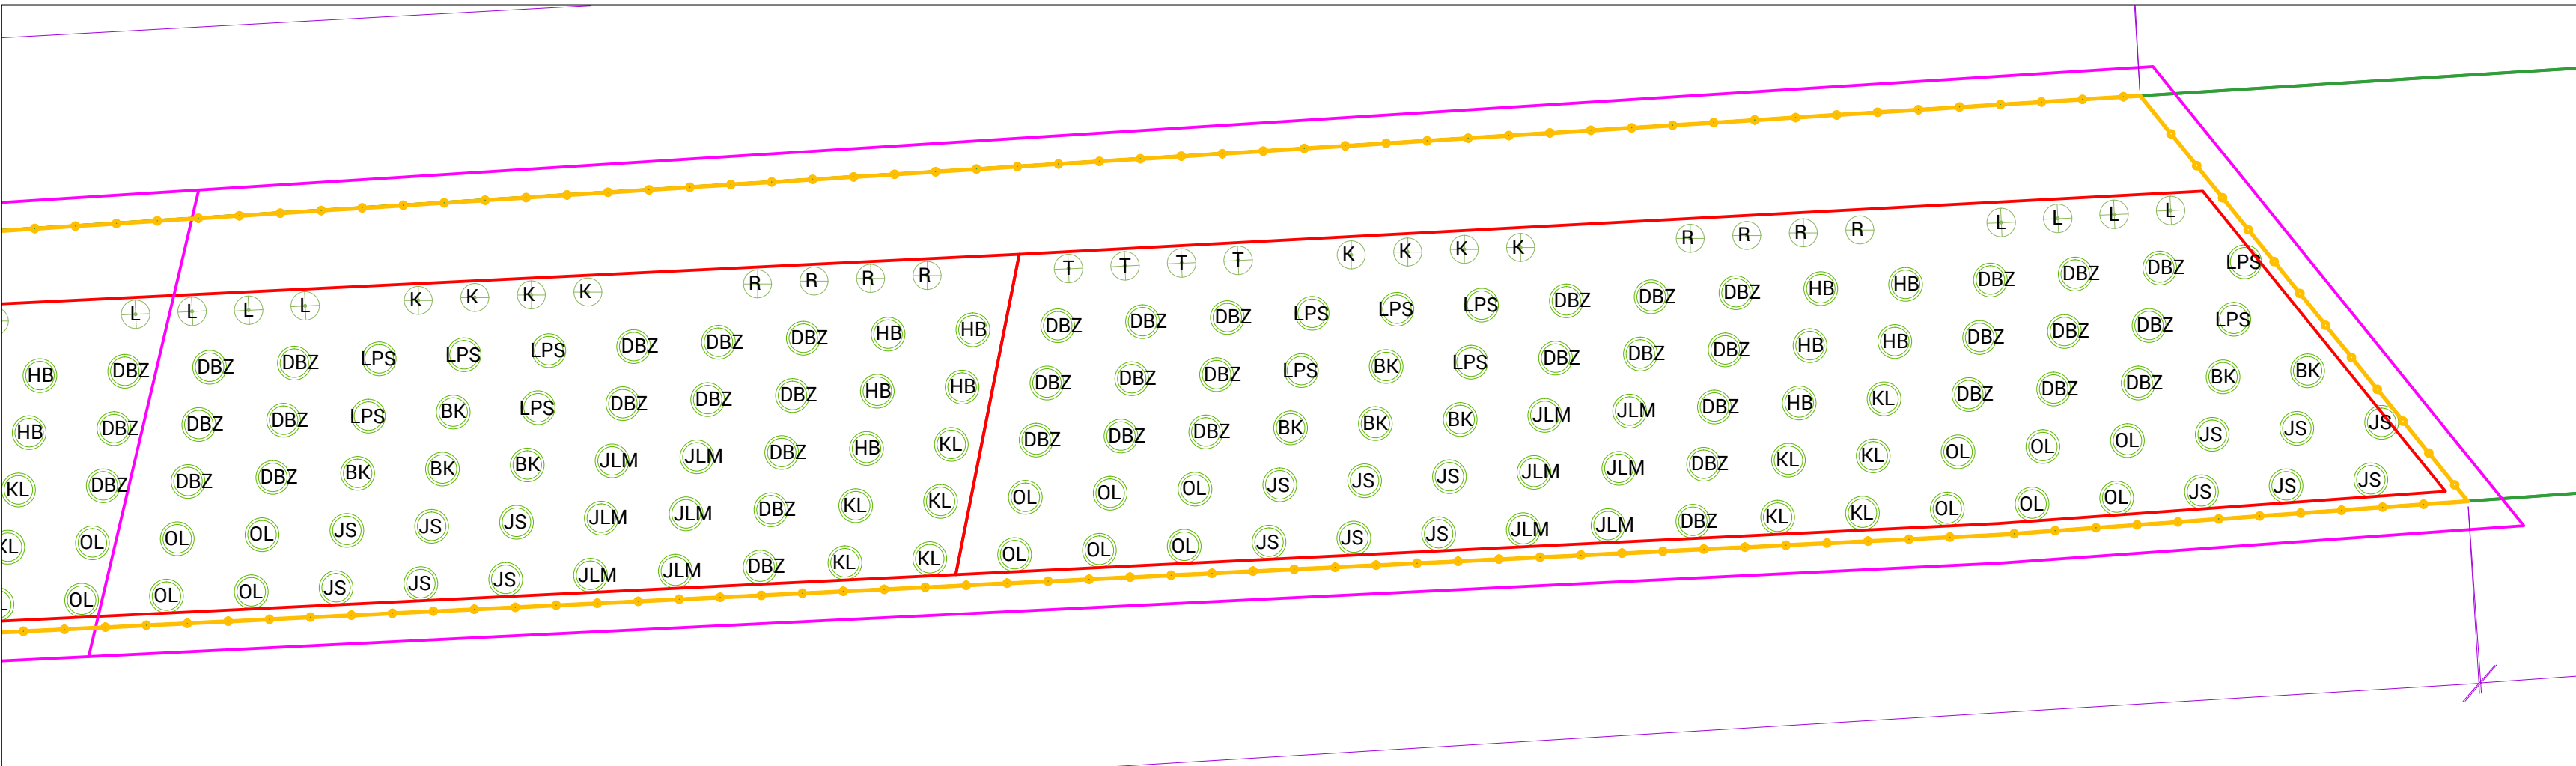 L L L L K K K K R R R R T T T T K K K K R R R R L L L L
HB DBZ DBZ DBZ LPS LPS LPS DBZ DBZ DBZ HB HB DBZ DBZ DBZ LPS LPS LPS DBZ DBZ DBZ HB HB DBZ DBZ DBZ LPS
HB DBZ DBZ DBZ LPS BK LPS DBZ DBZ DBZ HB HB DBZ DBZ DBZ LPS BK LPS DBZ DBZ DBZ HB HB DBZ DBZ DBZ LPS
KL DBZ DBZ DBZ BK BK BK JLM JLM DBZ HB KL DBZ DBZ DBZ BK BK BK JLM JLM DBZ HB KL DBZ DBZ DBZ BK BK
KL OL OL OL JS JS JS JLM JLM DBZ KL KL OL OL OL JS JS JS JLM JLM DBZ KL KL OL OL OL JS JS JS
OL OL OL JS JS JS JLM JLM DBZ KL KL OL OL OL JS JS JS JLM JLM DBZ KL KL OL OL OL JS JS JS